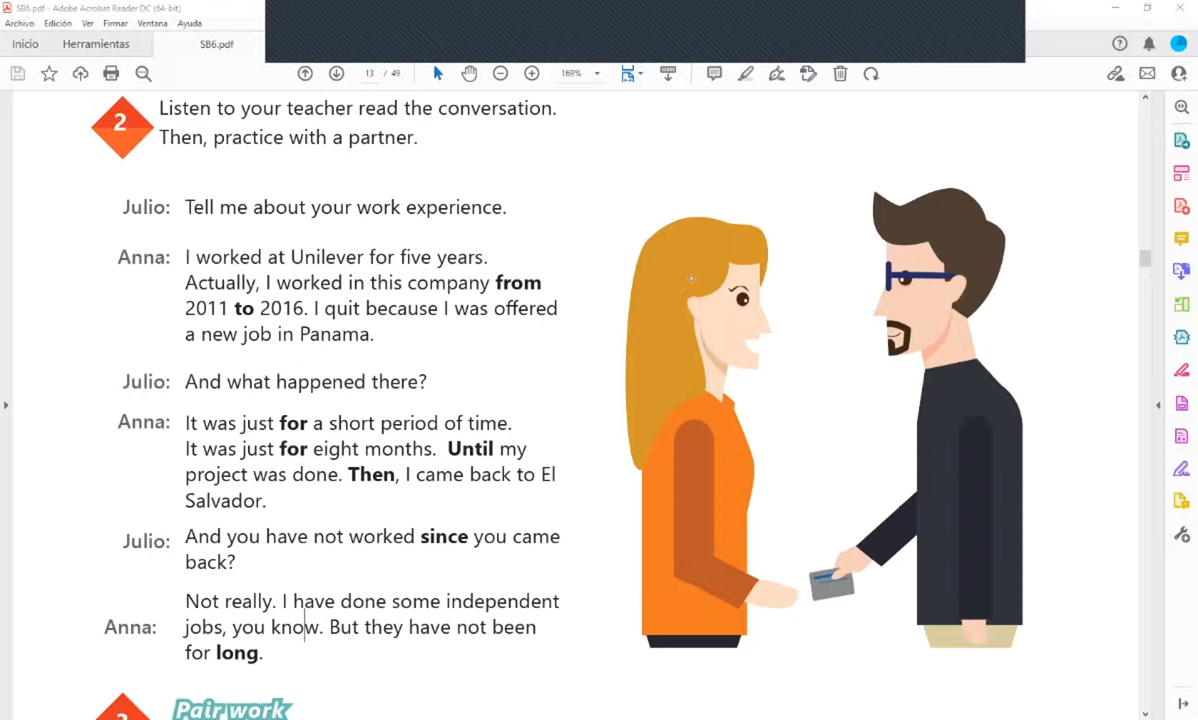 SB6.pdf - Adobe Acrobat Reader DC (64-bit)
Archivo Edición Ver Firmar Ventana Ayuda
Inicio Herramientas SB6.pdf
13 / 49 169%
2 Listen to your teacher read the conversation.
Then, practice with a partner.
Julio: Tell me about your work experience.
Anna: I worked at Unilever for five years.
Actually, I worked in this company from
2011 to 2016. I quit because I was offered
a new job in Panama.
Julio: And what happened there?
Anna: It was just for a short period of time.
It was just for eight months. Until my
project was done. Then, I came back to El
Salvador.
Julio: And you have not worked since you came
back?
Not really. I have done some independent
Anna: jobs, you know. But they have not been
for long.
3 Pair work